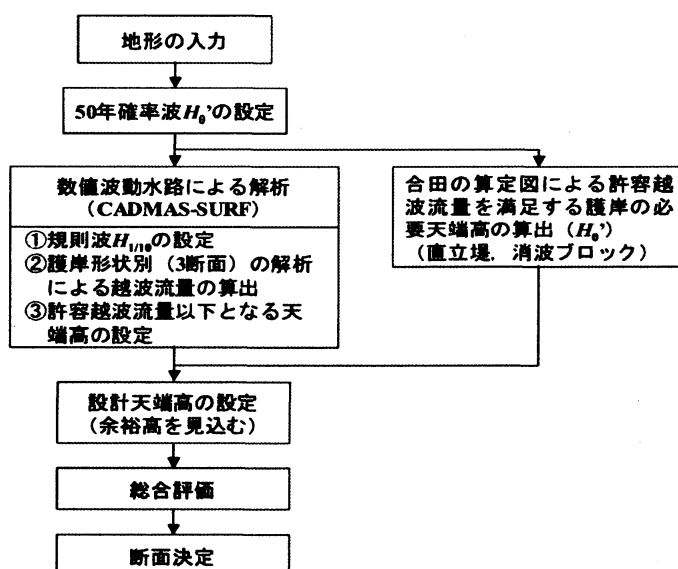 地形の入力
50年確率波H₀’の設定
数値波動水路による解析
（CADMAS-SURF）
①規則波H1/10の設定
②護岸形状別（3断面）の解析
による越波流量の算出
③許容越波流量以下となる天
端高の設定
合田の算定図による許容越
波流量を満足する護岸の必
要天端高の算出（H₀’）
（直立堤，消波ブロック）
設計天端高の設定
（余裕高を見込む）
総合評価
断面決定